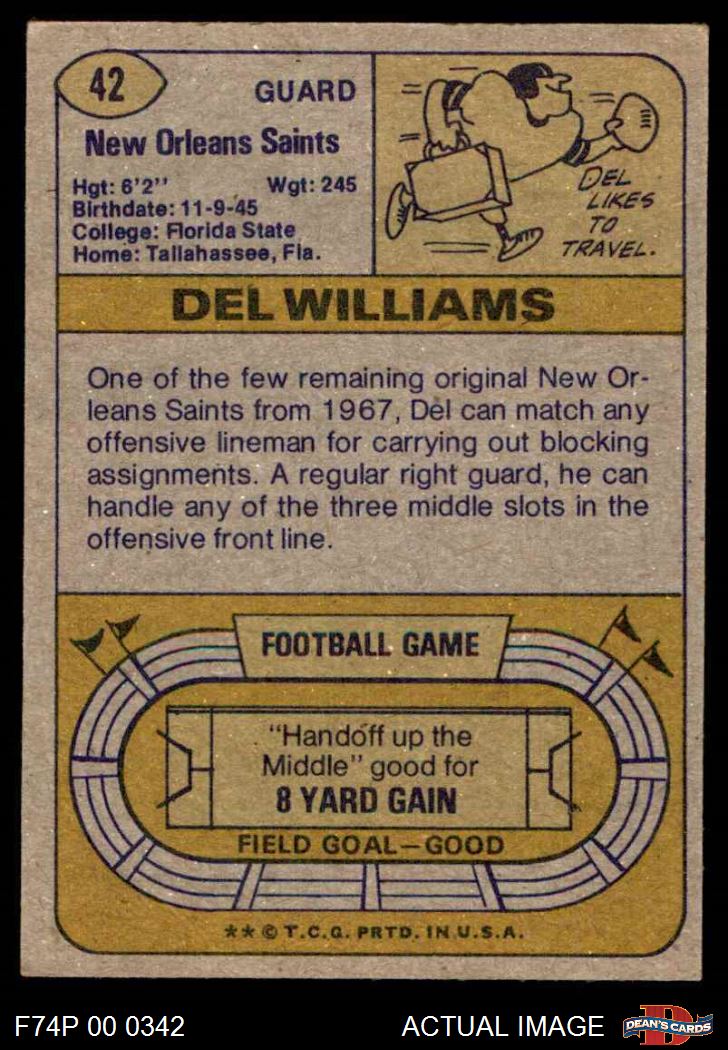 42
GUARD
New Orleans Saints
Hgt: 6'2" Wgt: 245
Birthdate: 11-9-45
College: Florida State
Home: Tallahassee, Fla.
DEL
LIKES
TO
TRAVEL.
DEL WILLIAMS
One of the few remaining original New Or-
leans Saints from 1967, Del can match any
offensive lineman for carrying out blocking
assignments. A regular right guard, he can
handle any of the three middle slots in the
offensive front line.
FOOTBALL GAME
"Handoff up the
Middle" good for
8 YARD GAIN
FIELD GOAL—GOOD
** © T.C.G. PRTD. IN U.S.A.
F74P 00 0342 ACTUAL IMAGE
D
DEAN'S CARDS